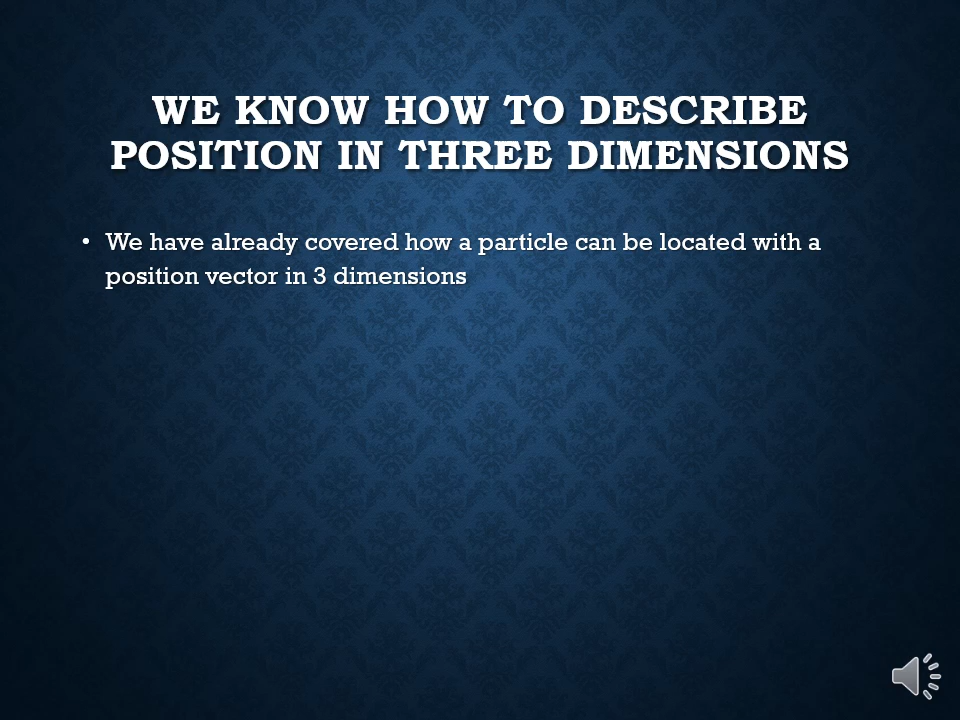 WE KNOW HOW TO DESCRIBE
POSITION IN THREE DIMENSIONS
• We have already covered how a particle can be located with a
position vector in 3 dimensions